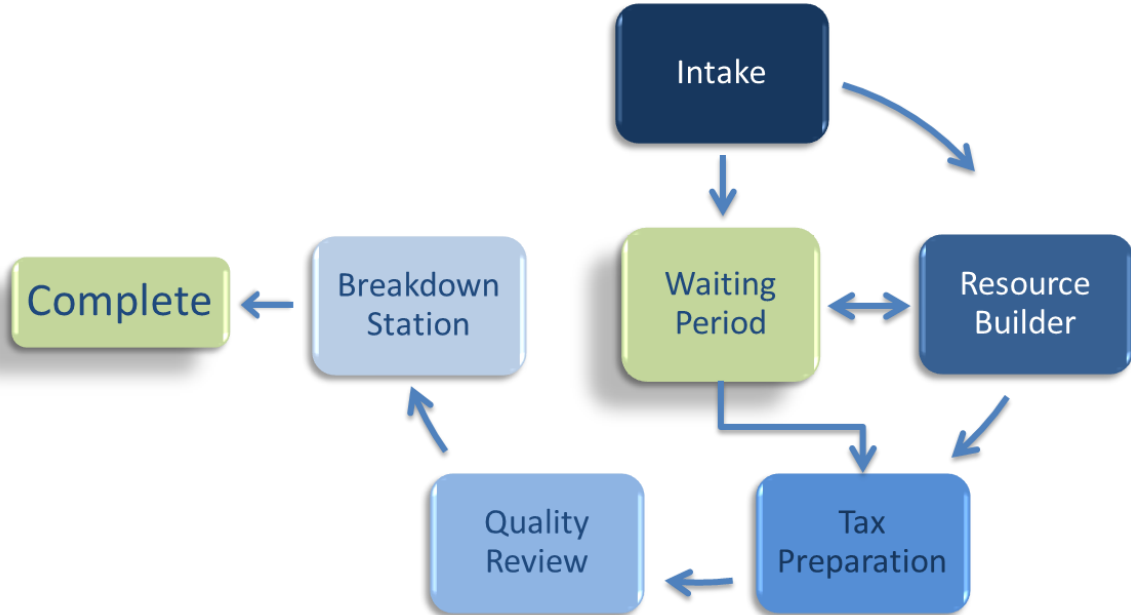 Intake
Complete
Breakdown
Station
Waiting
Period
Resource
Builder
Quality
Review
Tax
Preparation